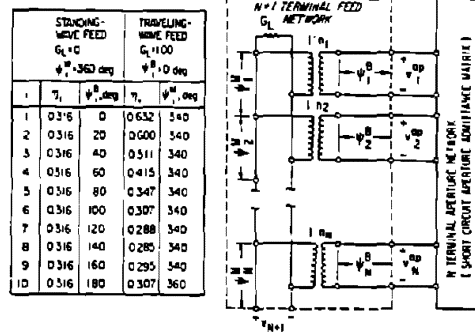 STANDING- WAVE FEED TRAVELING- WAVE FEED
G_L=0 G_L=1.00
ψ_i^M=360 deg ψ_i^B=0 deg
i η_i ψ_i^B, deg η_i ψ_i^M, deg
1 0.316 0 0.632 340
2 0.316 20 0.600 340
3 0.316 40 0.511 340
4 0.316 60 0.415 340
5 0.316 80 0.347 340
6 0.316 100 0.307 340
7 0.316 120 0.288 340
8 0.316 140 0.285 340
9 0.316 160 0.295 340
10 0.316 180 0.307 360
N+1 TERMINAL FEED
NETWORK
G_L
1 n_1
ψ_1^B
+ V_1^ap -
1 n_2
ψ_2^B
+ V_2^ap -
1 n_N
ψ_N^B
+ V_N^ap -
+ V_N+1 -
N TERMINAL APERTURE NETWORK
(SHORT CIRCUIT APERTURE ADMITTANCE MATRIX)